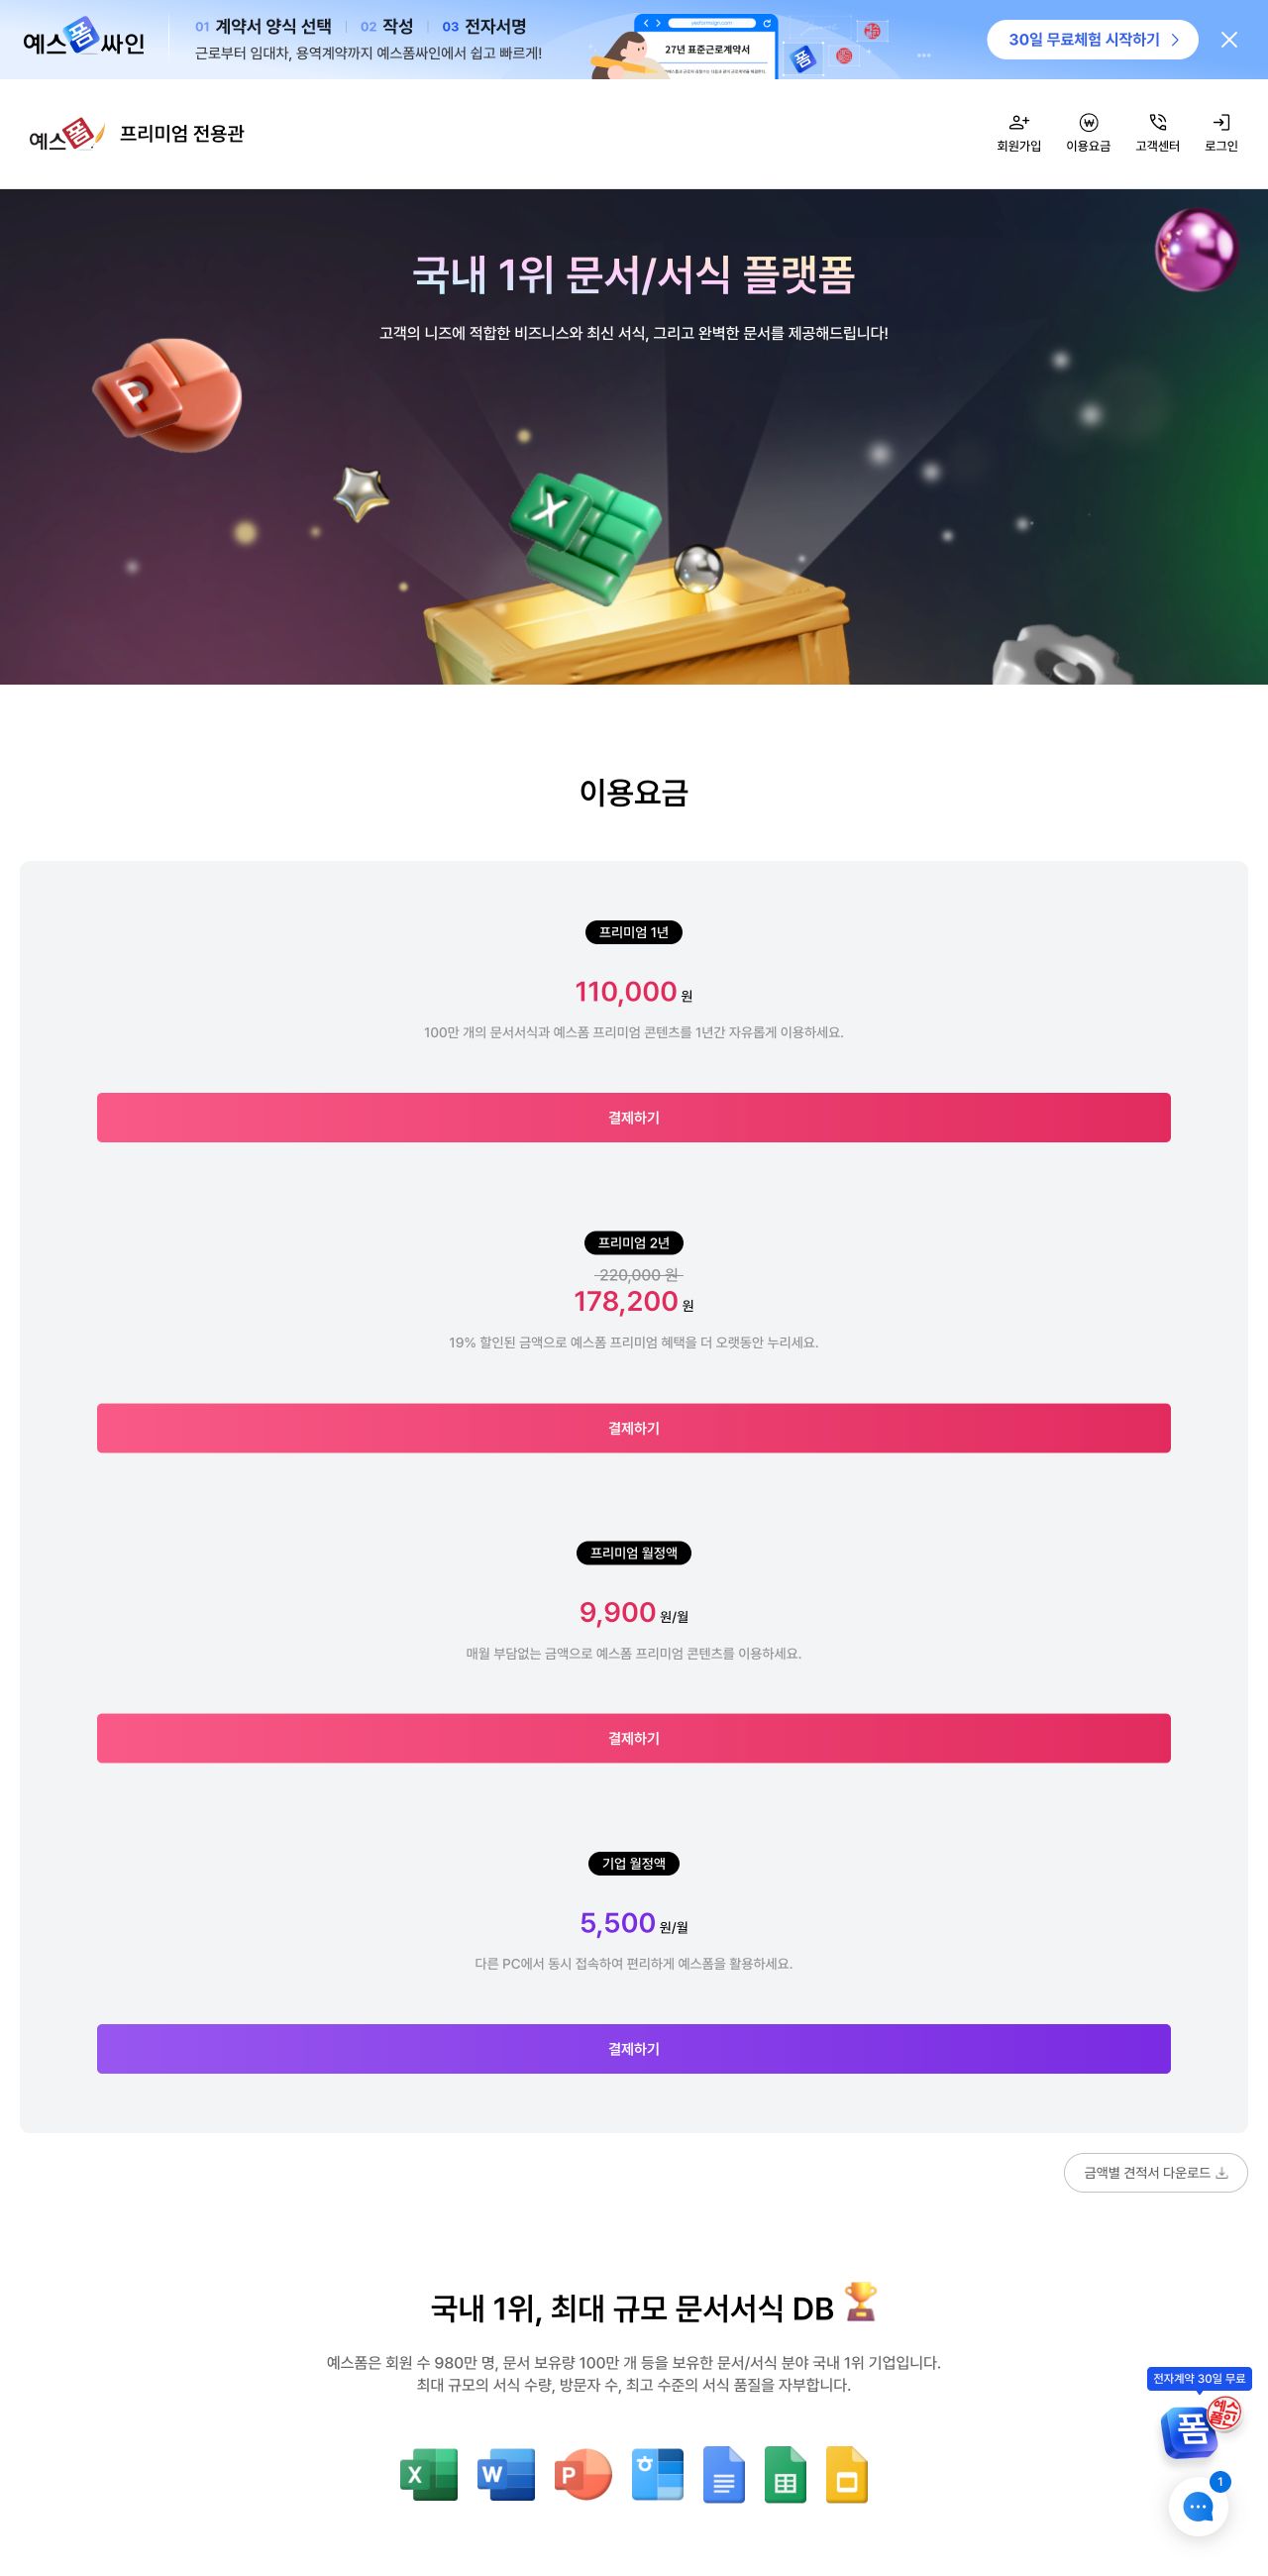 예스폼싸인
01 계약서 양식 선택 | 02 작성 | 03 전자서명
근로부터 임대차, 용역계약까지 예스폼싸인에서 쉽고 빠르게!
27년 표준근로계약서
폼
30일 무료체험 시작하기
예스폼 프리미엄 전용관
회원가입 이용요금 고객센터 로그인
국내 1위 문서/서식 플랫폼
고객의 니즈에 적합한 비즈니스와 최신 서식, 그리고 완벽한 문서를 제공해드립니다!
P
X
이용요금
프리미엄 1년
110,000 원
100만 개의 문서서식과 예스폼 프리미엄 콘텐츠를 1년간 자유롭게 이용하세요.
결제하기
프리미엄 2년
220,000 원
178,200 원
19% 할인된 금액으로 예스폼 프리미엄 혜택을 더 오랫동안 누리세요.
결제하기
프리미엄 월정액
9,900 원/월
매월 부담없는 금액으로 예스폼 프리미엄 콘텐츠를 이용하세요.
결제하기
기업 월정액
5,500 원/월
다른 PC에서 동시 접속하여 편리하게 예스폼을 활용하세요.
결제하기
금액별 견적서 다운로드
국내 1위, 최대 규모 문서서식 DB
예스폼은 회원 수 980만 명, 문서 보유량 100만 개 등을 보유한 문서/서식 분야 국내 1위 기업입니다.
최대 규모의 서식 수량, 방문자 수, 최고 수준의 서식 품질을 자부합니다.
전자계약 30일 무료
예스
폼인
폼
X W P ㅎ
1